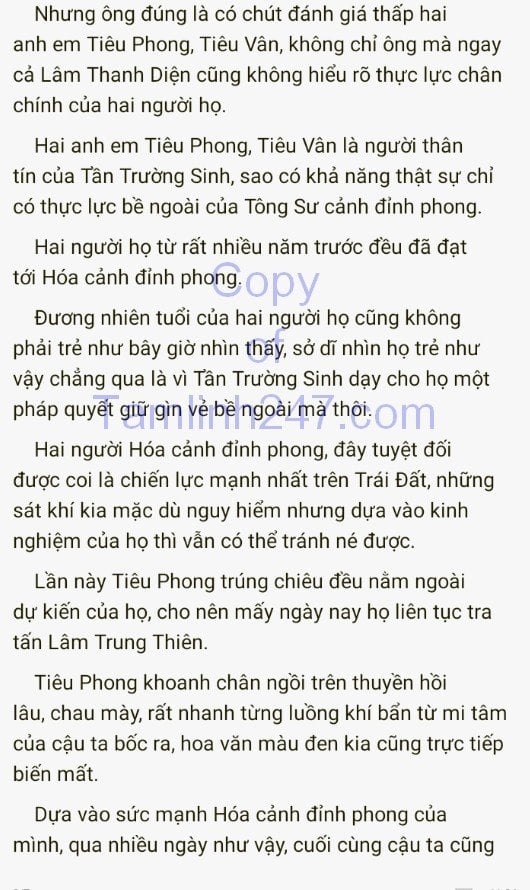 Nhưng ông đúng là có chút đánh giá thấp hai
anh em Tiêu Phong, Tiêu Vân, không chỉ ông mà ngay
cả Lâm Thanh Diện cũng không hiểu rõ thực lực chân
chính của hai người họ.
Hai anh em Tiêu Phong, Tiêu Vân là người thân
tín của Tần Trường Sinh, sao có khả năng thật sự chỉ
có thực lực bề ngoài của Tông Sư cảnh đỉnh phong.
Hai người họ từ rất nhiều năm trước đều đã đạt
tới Hóa cảnh đỉnh phong.
Đương nhiên tuổi của hai người họ cũng không
phải trẻ như bây giờ nhìn thấy, sở dĩ nhìn họ trẻ như
vậy chẳng qua là vì Tần Trường Sinh dạy cho họ một
pháp quyết giữ gìn vẻ bề ngoài mà thôi.
Hai người Hóa cảnh đỉnh phong, đây tuyệt đối
được coi là chiến lực mạnh nhất trên Trái Đất, những
sát khí kia mặc dù nguy hiểm nhưng dựa vào kinh
nghiệm của họ thì vẫn có thể tránh né được.
Lần này Tiêu Phong trúng chiêu đều nằm ngoài
dự kiến của họ, cho nên mấy ngày nay họ liên tục tra
tấn Lâm Trung Thiên.
Tiêu Phong khoanh chân ngồi trên thuyền hồi
lâu, chau mày, rất nhanh từng luồng khí bẩn từ mi tâm
của cậu ta bốc ra, hoa văn màu đen kia cũng trực tiếp
biến mất.
Dựa vào sức mạnh Hóa cảnh đỉnh phong của
mình, qua nhiều ngày như vậy, cuối cùng cậu ta cũng
Copy
of
Tamlinh247.com